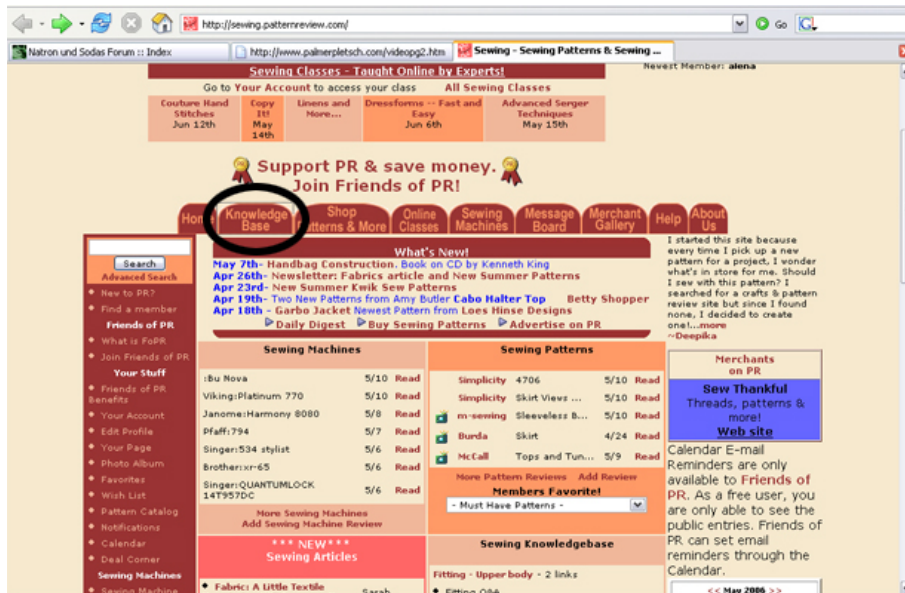 http://sewing.patternreview.com/
Go
Natron und Sodas Forum :: Index
http://www.palmerpletsch.com/videopg2.htm
Sewing - Sewing Patterns & Sewing ...
Sewing Classes - Taught Online by Experts!
Go to Your Account to access your class All Sewing Classes
Newest Member: alena
Couture Hand Stitches Jun 12th
Copy It! May 14th
Linens and More...
Dressforms -- Fast and Easy Jun 6th
Advanced Serger Techniques May 15th
Support PR & save money.
Join Friends of PR!
Knowledge Base
Shop Patterns & More
Online Classes
Sewing Machines
Message Board
Merchant Gallery
Help
About Us
Search
Advanced Search
New to PR?
Find a member
Friends of PR
What is FoPR
Join Friends of PR
Your Stuff
Friends of PR
Benefits
Your Account
Edit Profile
Your Page
Photo Album
Favorites
Wish List
Pattern Catalog
Notifications
Calendar
Deal Corner
Sewing Machines
Sewing Machine
What's New!
May 7th- Handbag Construction. Book on CD by Kenneth King
Apr 26th- Newsletter: Fabrics article and New Summer Patterns
Apr 23rd- New Summer Kwik Sew Patterns
Apr 19th- Two New Patterns from Amy Butler Cabo Halter Top Betty Shopper
Apr 18th - Garbo Jacket Newest Pattern from Loes Hinse Designs
Daily Digest Buy Sewing Patterns Advertise on PR
Sewing Machines
:Bu Nova 5/10 Read
Viking:Platinum 770 5/10 Read
Janome:Harmony 8080 5/8 Read
Pfaff:794 5/7 Read
Singer:534 stylist 5/6 Read
Brother:xr-65 5/6 Read
Singer:QUANTUMLOCK
14T957DC 5/6 Read
More Sewing Machines
Add Sewing Machine Review
Sewing Patterns
Simplicity 4706 5/10 Read
Simplicity Skirt Views ... 5/10 Read
m-sewing Sleeveless B... 5/10 Read
Burda Skirt 4/24 Read
McCall Tops and Tun... 5/9 Read
More Pattern Reviews Add Review
Members Favorite!
- Must Have Patterns -
*** NEW***
Sewing Articles
Fabric: A Little Textile
Sarah
Sewing Knowledgebase
Fitting - Upper body - 2 links
Fitting Q&A
I started this site because
every time I pick up a new
pattern for a project, I wonder
what's in store for me. Should
I sew with this pattern? I
searched for a crafts & pattern
review site but since I found
none, I decided to create
one!...more
~Deepika
Merchants
on PR
Sew Thankful
Threads, patterns &
more!
Web site
Calendar E-mail
Reminders are only
available to Friends of
PR. As a free user, you
are only able to see the
public entries. Friends of
PR can set email
reminders through the
Calendar.
<< May 2006 >>